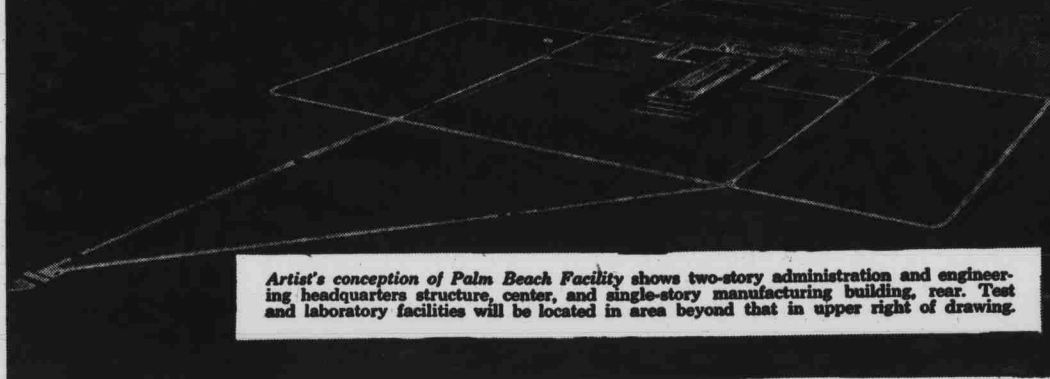 Artist's conception of Palm Beach Facility shows two-story administration and engineer-
ing headquarters structure, center, and single-story manufacturing building, rear. Test
and laboratory facilities will be located in area beyond that in upper right of drawing.